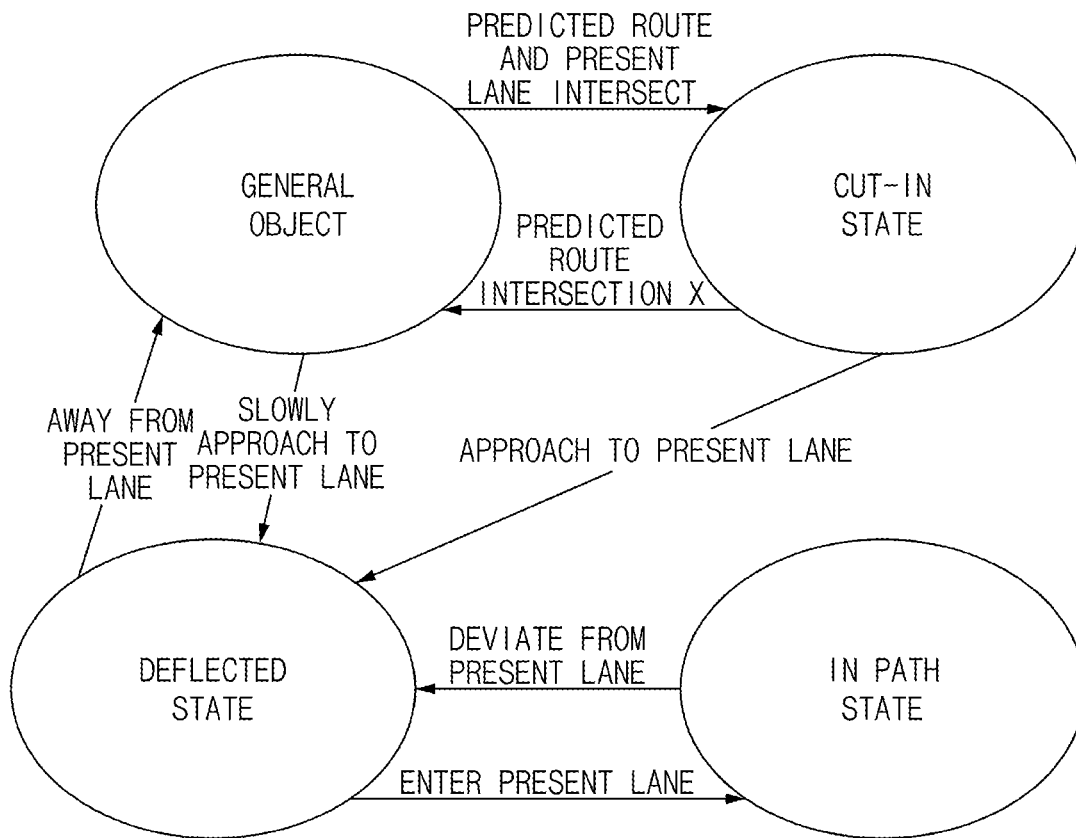 PREDICTED ROUTE
AND PRESENT
LANE INTERSECT
GENERAL
OBJECT
CUT-IN
STATE
PREDICTED
ROUTE
INTERSECTION X
AWAY FROM
PRESENT
LANE
SLOWLY
APPROACH TO
PRESENT LANE
APPROACH TO PRESENT LANE
DEFLECTED
STATE
DEVIATE FROM
PRESENT LANE
IN PATH
STATE
ENTER PRESENT LANE